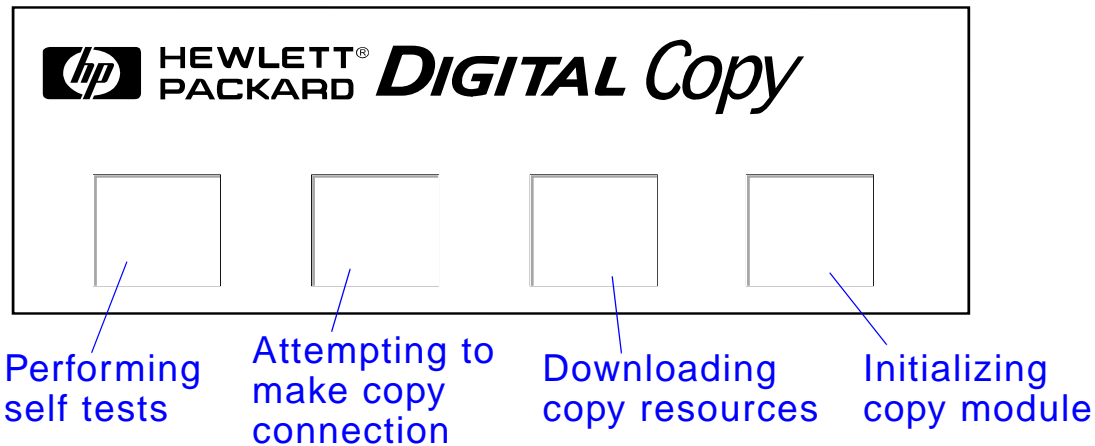 hp HEWLETT® PACKARD DIGITAL Copy
Performing
self tests
Attempting to
make copy
connection
Downloading
copy resources
Initializing
copy module